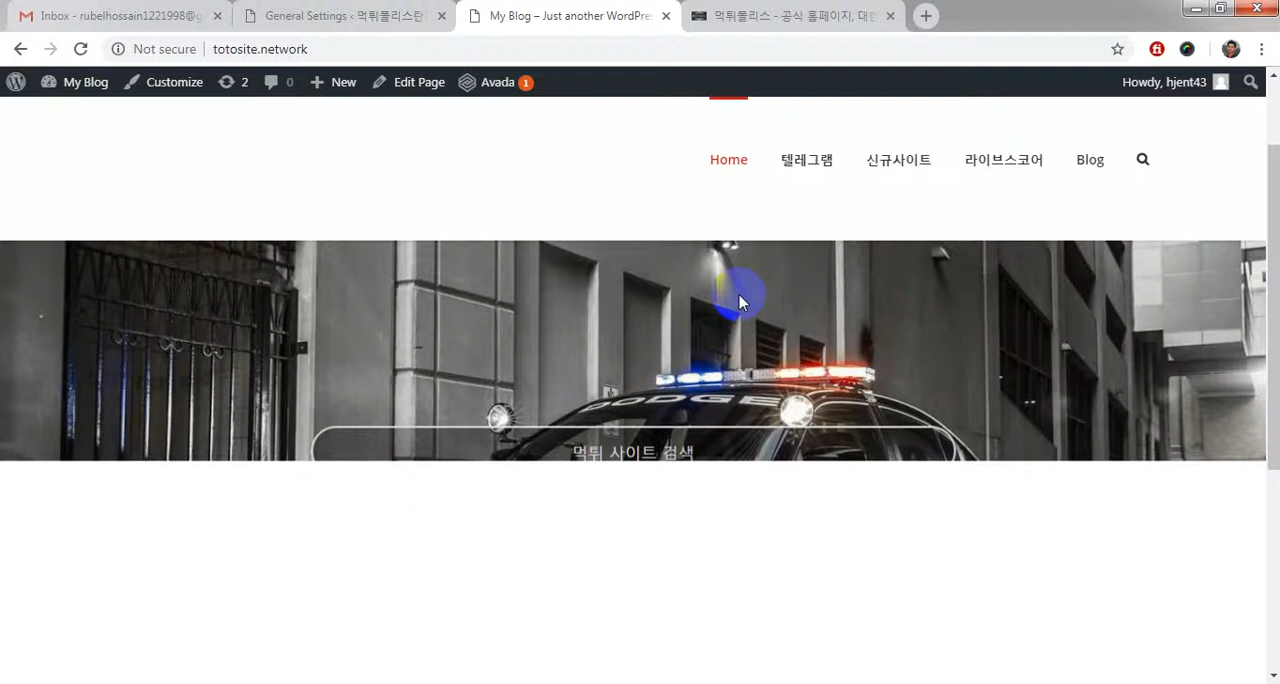 Inbox - rubelhossain1221998@g
General Settings ‹ 먹튀폴리스란
My Blog – Just another WordPre
먹튀폴리스 - 공식 홈페이지, 대한
Not secure
totosite.network
My Blog
Customize
2
0
New
Edit Page
Avada 1
Howdy, hjent43
Home
텔레그램
신규사이트
라이브스코어
Blog
DODGE
먹튀 사이트 검색